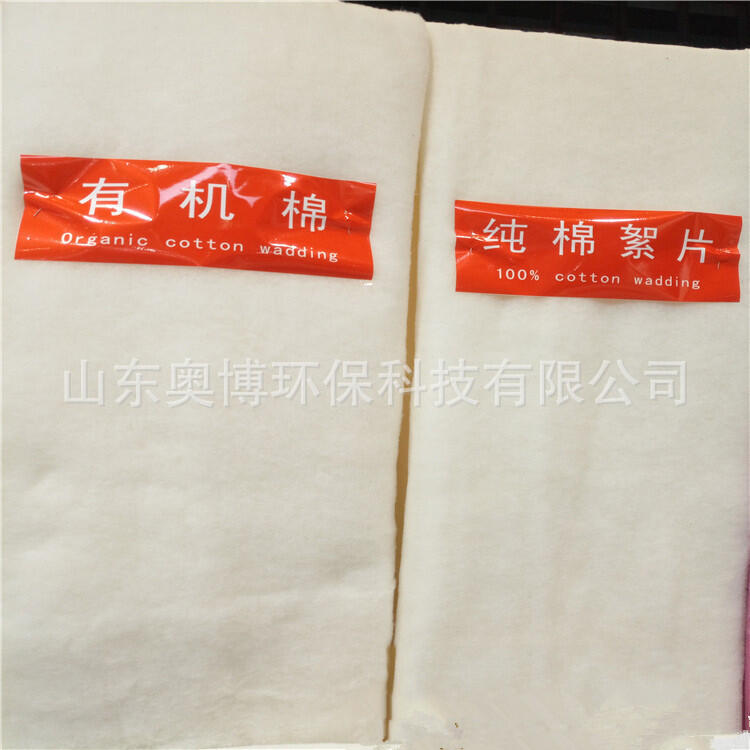 有机棉
Organic cotton wadding
纯棉絮片
100% cotton wadding
山东奥博环保科技有限公司